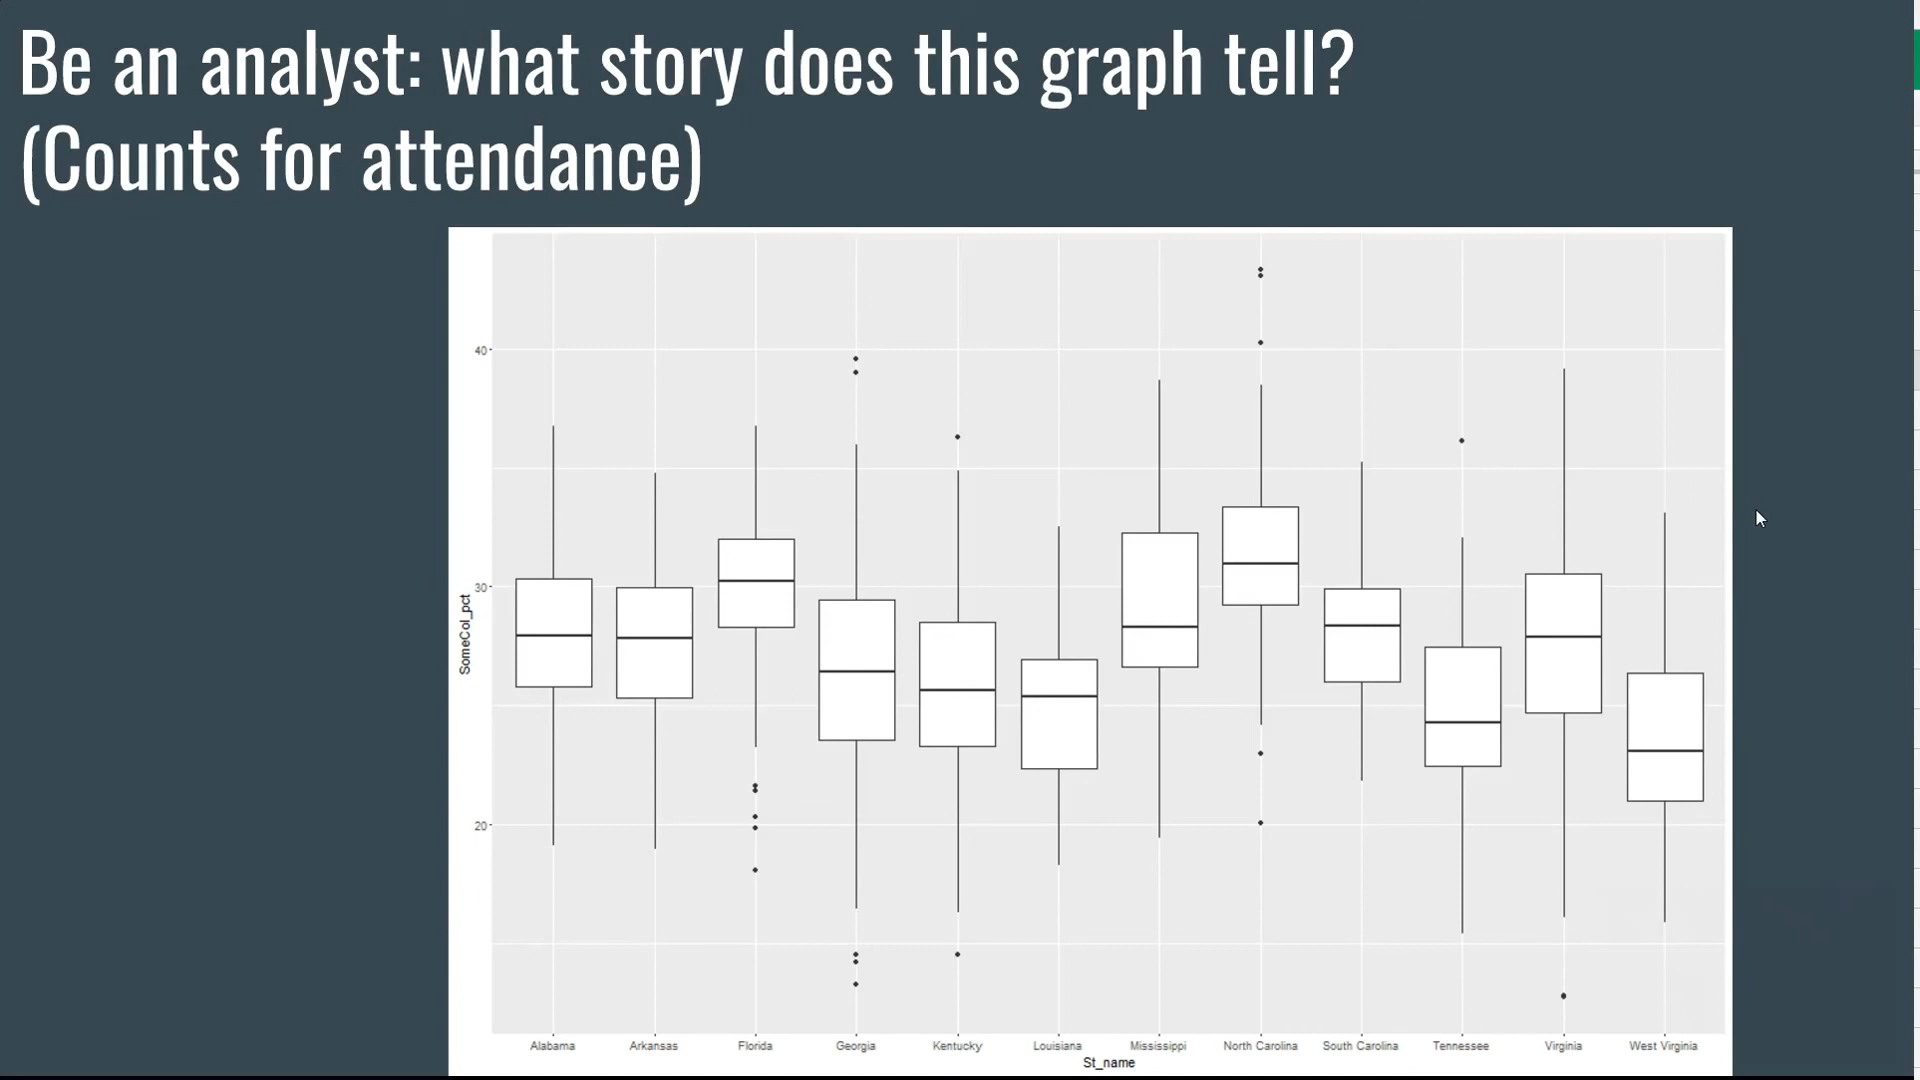 Be an analyst: what story does this graph tell?
(Counts for attendance)
40
30
20
SomeCol_pct
Alabama Arkansas Florida Georgia Kentucky Louisiana Mississippi North Carolina South Carolina Tennessee Virginia West Virginia
St_name